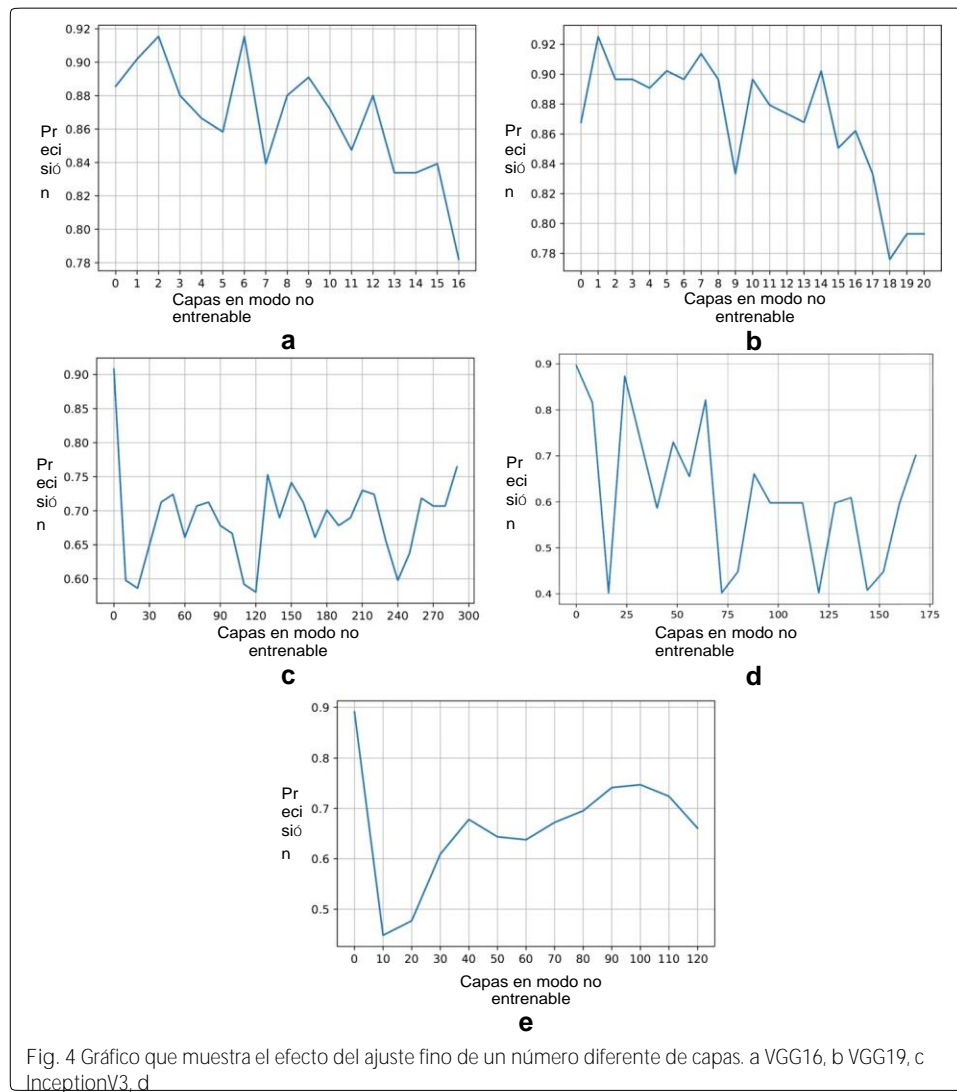 0.92
0.90
0.88
0.86
0.84
0.82
0.80
0.78
Pr
eci
sió
n
0 1 2 3 4 5 6 7 8 9 10 11 12 13 14 15 16
Capas en modo no
entrenable
a
0.92
0.90
0.88
0.86
0.84
0.82
0.80
0.78
Pr
eci
sió
n
0 1 2 3 4 5 6 7 8 9 10 11 12 13 14 15 16 17 18 19 20
Capas en modo no
entrenable
b
0.90
0.85
0.80
0.75
0.70
0.65
0.60
Pr
eci
sió
n
0 30 60 90 120 150 180 210 240 270 300
Capas en modo no
entrenable
c
0.9
0.8
0.7
0.6
0.5
0.4
Pr
eci
sió
n
0 25 50 75 100 125 150 175
Capas en modo no
entrenable
d
0.9
0.8
0.7
0.6
0.5
Pr
eci
sió
n
0 10 20 30 40 50 60 70 80 90 100 110 120
Capas en modo no
entrenable
e
Fig. 4 Gráfico que muestra el efecto del ajuste fino de un número diferente de capas. a VGG16, b VGG19, c
InceptionV3, d